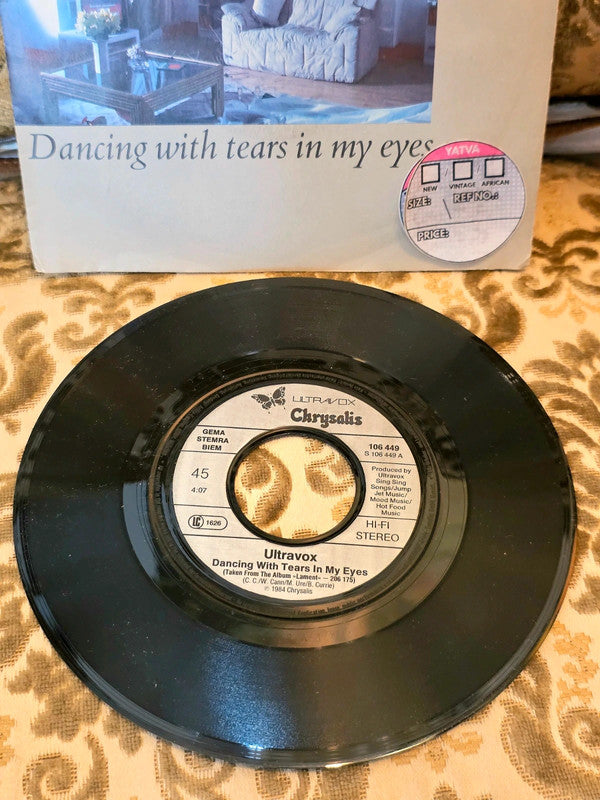 Dancing with tears in my eyes
YATVA
NEW / VINTAGE / AFRICAN
SIZE: \ REF NO.:
PRICE:
ULTRAVOX
Chrysalis
GEMA
STEMRA
BIEM
106 449
S 106 449 A
45
4:07
Produced by
Ultravox
Sing Sing
Songs/Jump
Jet Music/
Mood Music/
Hot Food
Music
LC 1626
HI-FI
STEREO
Ultravox
Dancing With Tears In My Eyes
(Taken From The Album »Lament« – 206 175)
(C. C./W. Cann/M. Ure/B. Currie)
℗ 1984 Chrysalis